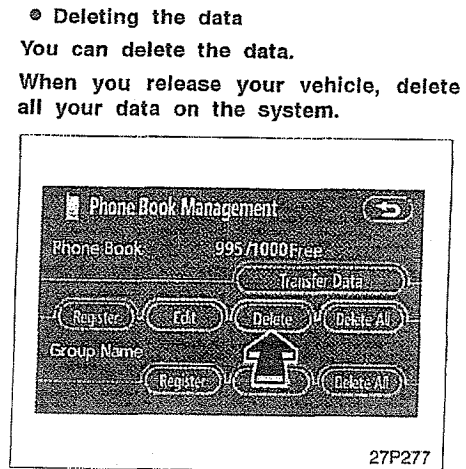 Deleting the data
You can delete the data.
When you release your vehicle, delete
all your data on the system.
Phone Book Management
Phone Book 995/1000Free
Transfer Data
Register Edit Delete Delete All
Group Name
Register Delete All
27P277